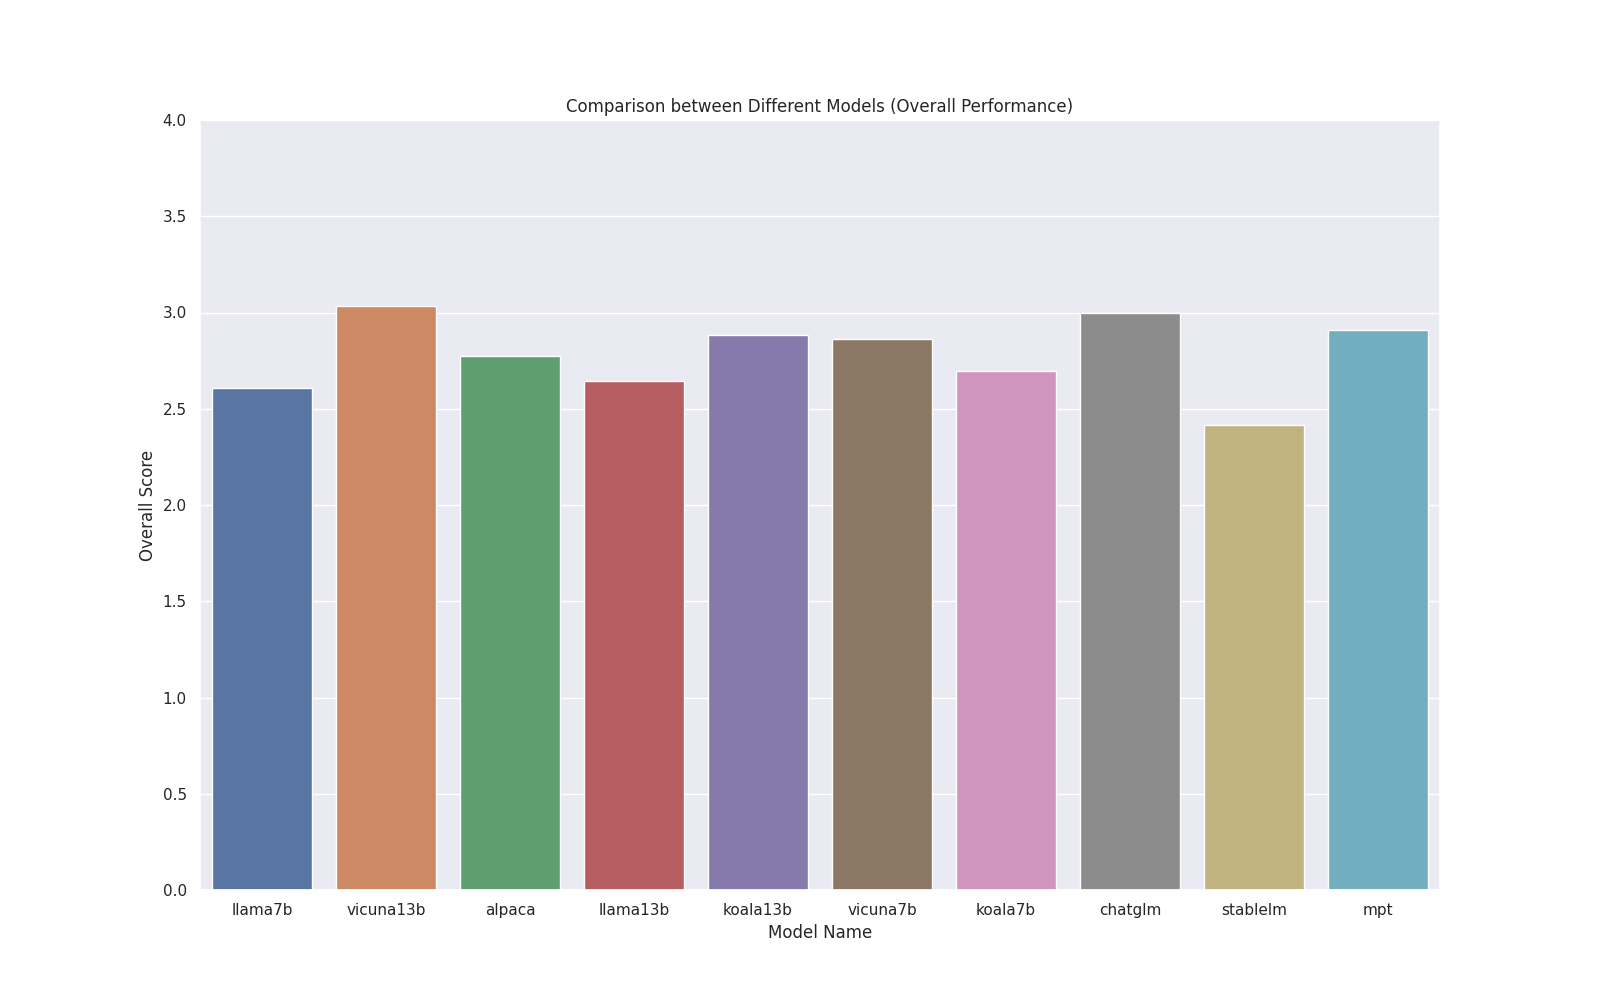 Comparison between Different Models (Overall Performance)
4.0
3.5
3.0
2.5
2.0
1.5
1.0
0.5
0.0
Overall Score
llama7b vicuna13b alpaca llama13b koala13b vicuna7b koala7b chatglm stablelm mpt
Model Name